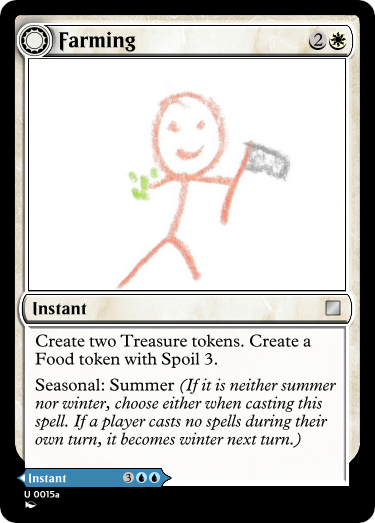 Farming 2
Instant
Create two Treasure tokens. Create a
Food token with Spoil 3.
Seasonal: Summer (If it is neither summer
nor winter, choose either when casting this
spell. If a player casts no spells during their
own turn, it becomes winter next turn.)
Instant 3
U 0015a